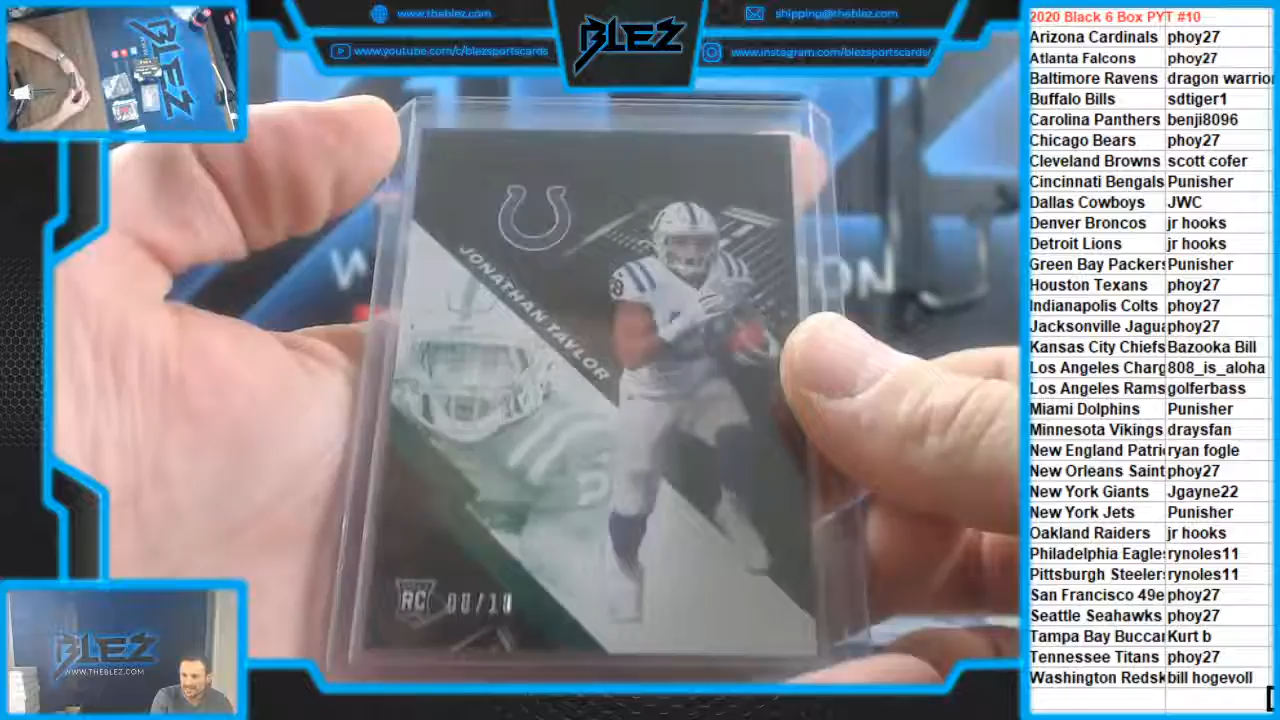 www.theblez.com
BLEZ
shipping@theblez.com
www.youtube.com/c/blezsportscards
www.instagram.com/blezsportscards/
2020 Black 6 Box PYT #10
Arizona Cardinals phoy27
Atlanta Falcons phoy27
Baltimore Ravens dragon warrio
Buffalo Bills sdtiger1
Carolina Panthers benji8096
Chicago Bears phoy27
Cleveland Browns scott cofer
Cincinnati Bengals Punisher
Dallas Cowboys JWC
Denver Broncos jr hooks
Detroit Lions jr hooks
Green Bay Packers Punisher
Houston Texans phoy27
Indianapolis Colts phoy27
Jacksonville Jagua phoy27
Kansas City Chiefs Bazooka Bill
Los Angeles Charg 808_is_aloha
Los Angeles Rams golferbass
Miami Dolphins Punisher
Minnesota Vikings draysfan
New England Patri ryan fogle
New Orleans Saint phoy27
New York Giants Jgayne22
New York Jets Punisher
Oakland Raiders jr hooks
Philadelphia Eagles rynoles11
Pittsburgh Steelers rynoles11
San Francisco 49e phoy27
Seattle Seahawks phoy27
Tampa Bay Buccar Kurt b
Tennessee Titans phoy27
Washington Redsk bill hogevoll
JONATHAN TAYLOR
RC
BLEZ
BLEZ
WWW.THEBLEZ.COM